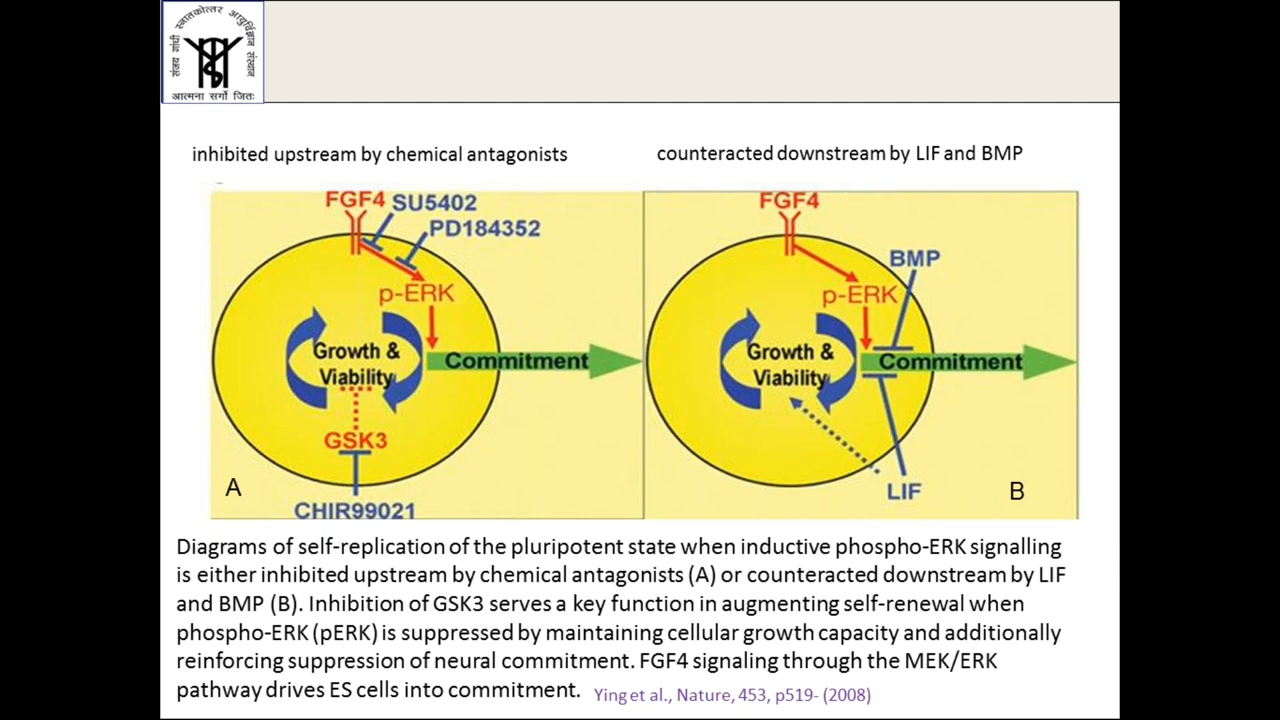 संजय गांधी स्नातकोत्तर आयुर्विज्ञान संस्थान
आत्मना सर्गो जितः
inhibited upstream by chemical antagonists
counteracted downstream by LIF and BMP
FGF4
SU5402
PD184352
p-ERK
Growth &
Viability
Commitment
GSK3
A
CHIR99021
FGF4
BMP
p-ERK
Growth &
Viability
Commitment
LIF
B
Diagrams of self-replication of the pluripotent state when inductive phospho-ERK signalling
is either inhibited upstream by chemical antagonists (A) or counteracted downstream by LIF
and BMP (B). Inhibition of GSK3 serves a key function in augmenting self-renewal when
phospho-ERK (pERK) is suppressed by maintaining cellular growth capacity and additionally
reinforcing suppression of neural commitment. FGF4 signaling through the MEK/ERK
pathway drives ES cells into commitment. Ying et al., Nature, 453, p519- (2008)